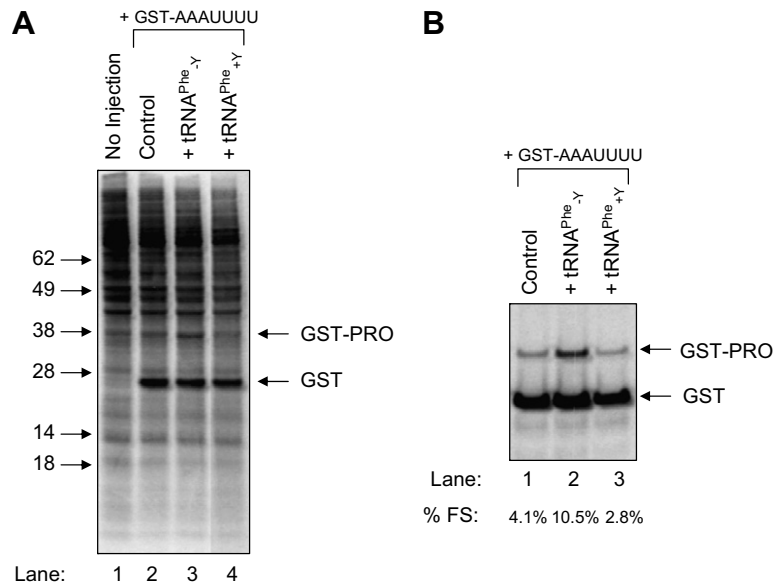 A
+ GST-AAAUUUU
No Injection
Control
+ tRNAPhe-Y
+ tRNAPhe+Y
62
49
38
28
14
18
GST-PRO
GST
Lane: 1 2 3 4
B
+ GST-AAAUUUU
Control
+ tRNAPhe-Y
+ tRNAPhe+Y
GST-PRO
GST
Lane: 1 2 3
% FS: 4.1% 10.5% 2.8%